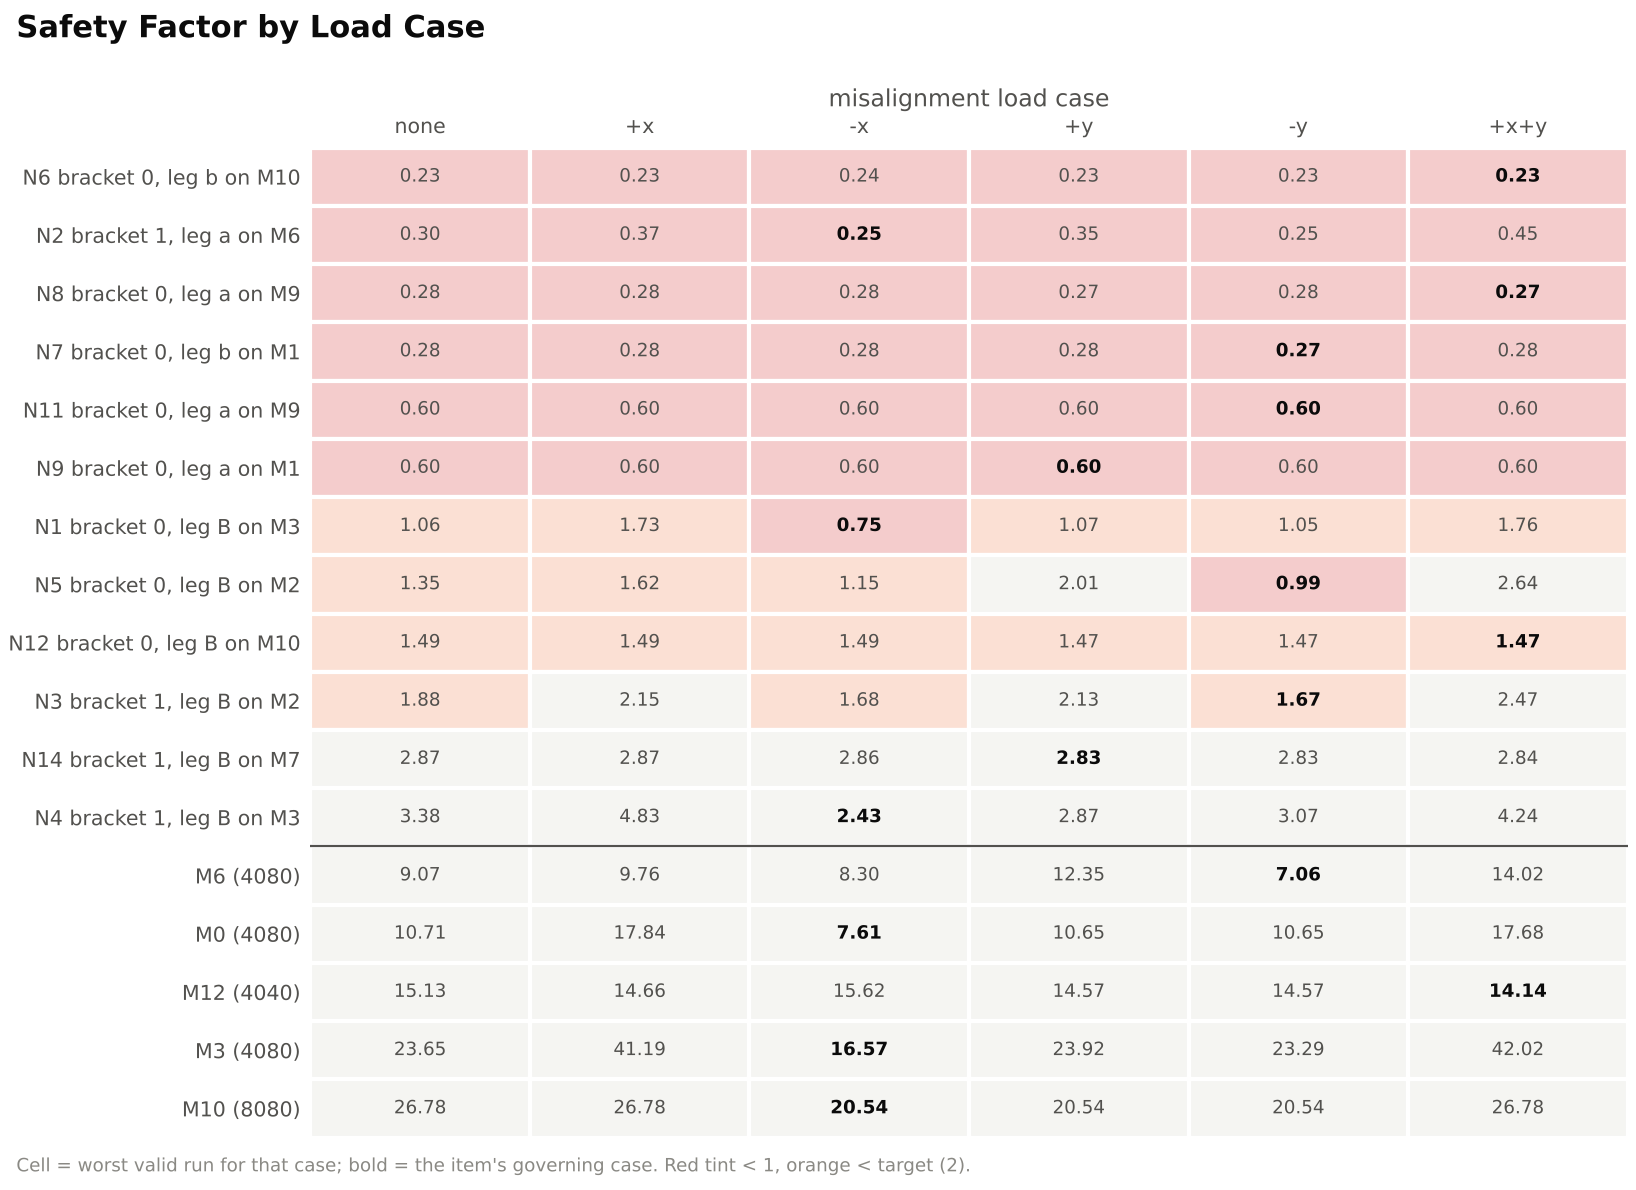 Safety Factor by Load Case
misalignment load case
none +x -x +y -y +x+y
N6 bracket 0, leg b on M10 0.23 0.23 0.24 0.23 0.23 0.23
N2 bracket 1, leg a on M6 0.30 0.37 0.25 0.35 0.25 0.45
N8 bracket 0, leg a on M9 0.28 0.28 0.28 0.27 0.28 0.27
N7 bracket 0, leg b on M1 0.28 0.28 0.28 0.28 0.27 0.28
N11 bracket 0, leg a on M9 0.60 0.60 0.60 0.60 0.60 0.60
N9 bracket 0, leg a on M1 0.60 0.60 0.60 0.60 0.60 0.60
N1 bracket 0, leg B on M3 1.06 1.73 0.75 1.07 1.05 1.76
N5 bracket 0, leg B on M2 1.35 1.62 1.15 2.01 0.99 2.64
N12 bracket 0, leg B on M10 1.49 1.49 1.49 1.47 1.47 1.47
N3 bracket 1, leg B on M2 1.88 2.15 1.68 2.13 1.67 2.47
N14 bracket 1, leg B on M7 2.87 2.87 2.86 2.83 2.83 2.84
N4 bracket 1, leg B on M3 3.38 4.83 2.43 2.87 3.07 4.24
M6 (4080) 9.07 9.76 8.30 12.35 7.06 14.02
M0 (4080) 10.71 17.84 7.61 10.65 10.65 17.68
M12 (4040) 15.13 14.66 15.62 14.57 14.57 14.14
M3 (4080) 23.65 41.19 16.57 23.92 23.29 42.02
M10 (8080) 26.78 26.78 20.54 20.54 20.54 26.78
Cell = worst valid run for that case; bold = the item's governing case. Red tint < 1, orange < target (2).